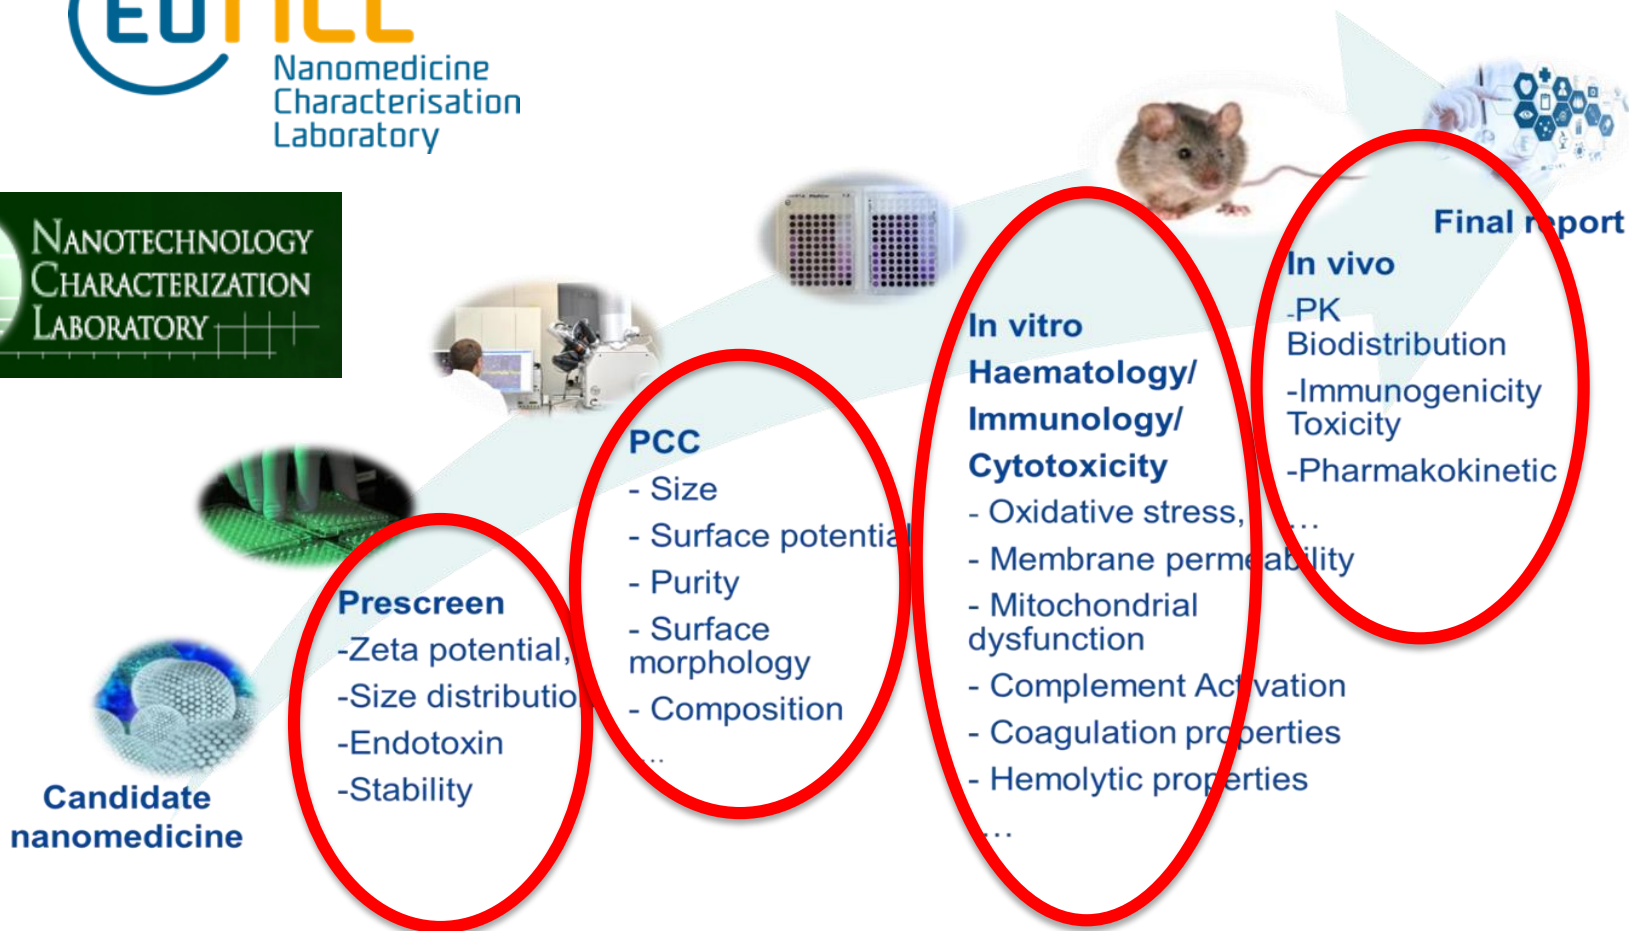 EUNCL
Nanomedicine
Characterisation
Laboratory
NANOTECHNOLOGY
CHARACTERIZATION
LABORATORY
Final report
In vivo
-PK
Biodistribution
-Immunogenicity
Toxicity
-Pharmakokinetic
...
In vitro
Haematology/
Immunology/
Cytotoxicity
- Oxidative stress,
- Membrane permeability
- Mitochondrial
dysfunction
- Complement Activation
- Coagulation properties
- Hemolytic properties
...
PCC
- Size
- Surface potential
- Purity
- Surface
morphology
- Composition
...
Prescreen
-Zeta potential,
-Size distribution
-Endotoxin
-Stability
Candidate
nanomedicine